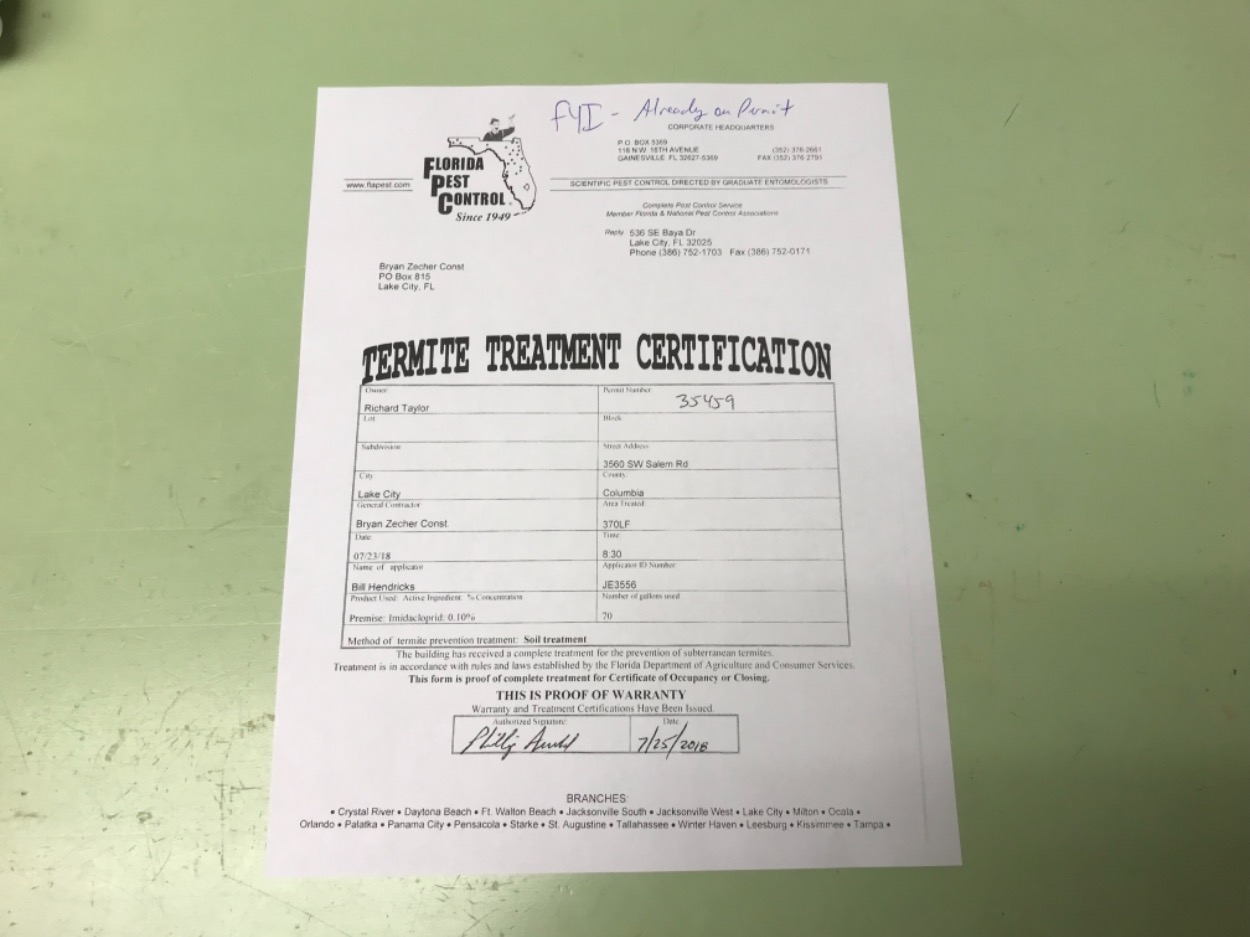 FYI - Already on Permit
CORPORATE HEADQUARTERS
P.O. BOX 5369
116 N.W. 16TH AVENUE (352) 376-2661
GAINESVILLE, FL 32627-5369 FAX (352) 376-2791
FLORIDA
PEST
CONTROL
Since 1949
www.flapest.com
SCIENTIFIC PEST CONTROL DIRECTED BY GRADUATE ENTOMOLOGISTS
Complete Pest Control Service
Member Florida & National Pest Control Associations
Reply 536 SE Baya Dr
Lake City, FL 32025
Phone (386) 752-1703 Fax (386) 752-0171
Bryan Zecher Const
PO Box 815
Lake City, FL
TERMITE TREATMENT CERTIFICATION
Owner: Permit Number:
Richard Taylor 35459
Lot: Block:
Subdivision: Street Address:
3560 SW Salem Rd
City: County:
Lake City Columbia
General Contractor: Area Treated:
Bryan Zecher Const. 370LF
Date: Time:
07/23/18 8:30
Name of applicator: Applicator ID Number:
Bill Hendricks JE3556
Product Used: Active Ingredient: % Concentration Number of gallons used:
Premise: Imidacloprid: 0.10% 70
Method of termite prevention treatment: Soil treatment
The building has received a complete treatment for the prevention of subterranean termites.
Treatment is in accordance with rules and laws established by the Florida Department of Agriculture and Consumer Services.
This form is proof of complete treatment for Certificate of Occupancy or Closing.
THIS IS PROOF OF WARRANTY
Warranty and Treatment Certifications Have Been Issued.
Authorized Signature: Date:
7/25/2018
BRANCHES:
• Crystal River • Daytona Beach • Ft. Walton Beach • Jacksonville South • Jacksonville West • Lake City • Milton • Ocala •
Orlando • Palatka • Panama City • Pensacola • Starke • St. Augustine • Tallahassee • Winter Haven • Leesburg • Kissimmee • Tampa •